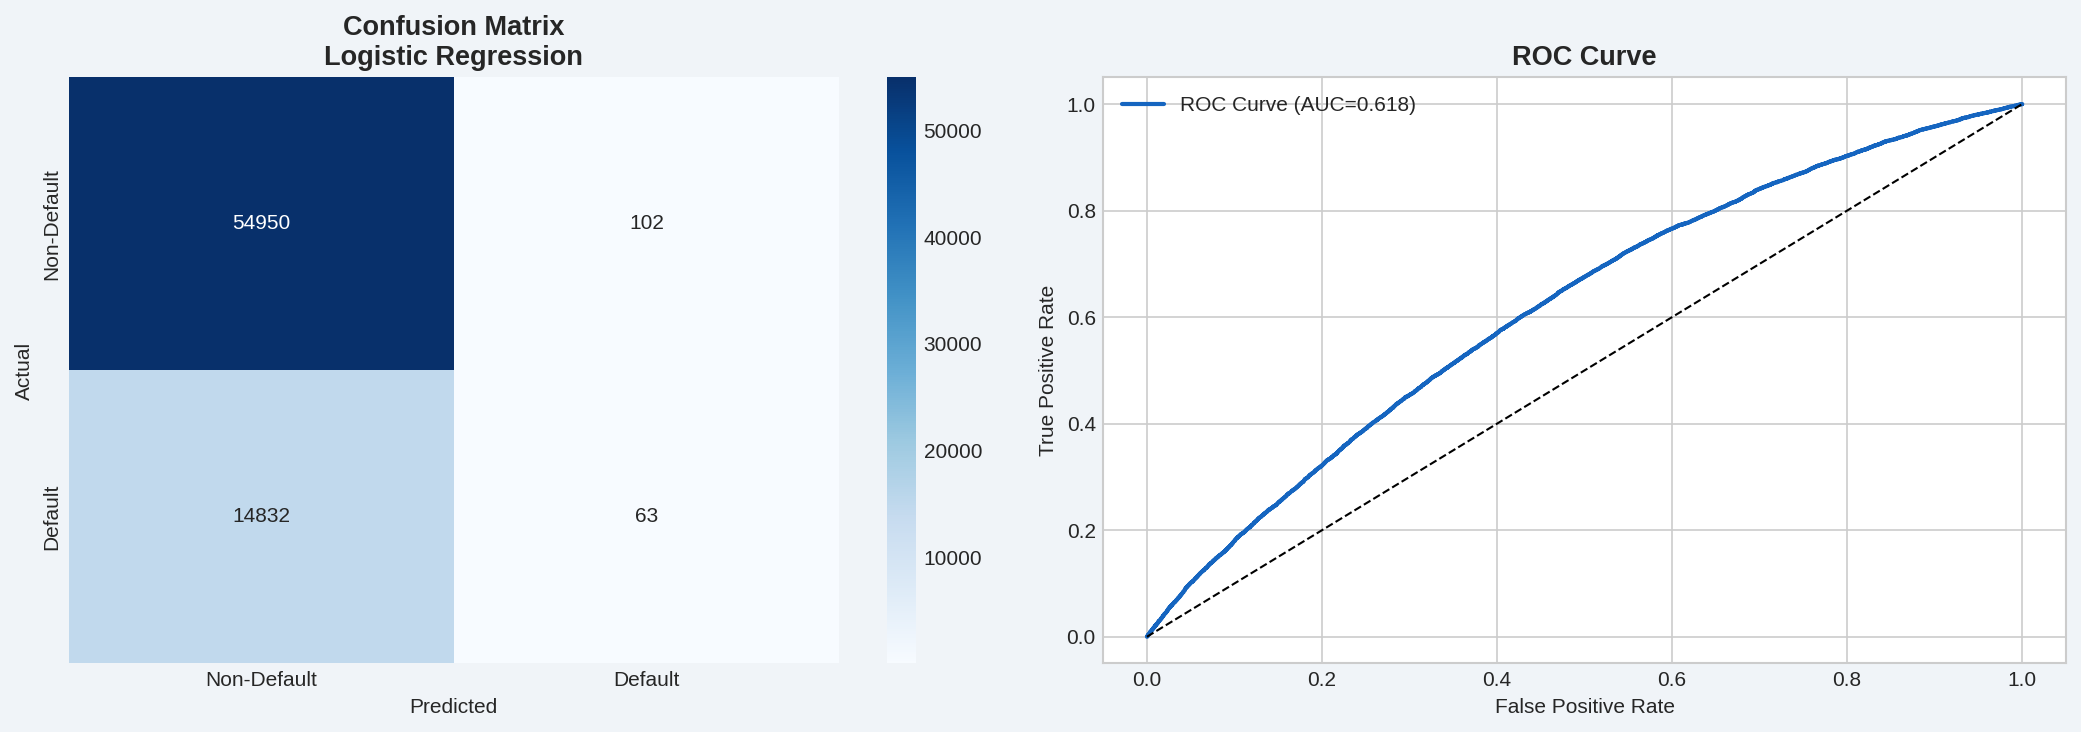 Confusion Matrix
Logistic Regression
Actual
Non-Default
Default
54950
102
14832
63
Non-Default
Default
Predicted
50000
40000
30000
20000
10000
ROC Curve
ROC Curve (AUC=0.618)
True Positive Rate
1.0
0.8
0.6
0.4
0.2
0.0
0.0
0.2
0.4
0.6
0.8
1.0
False Positive Rate